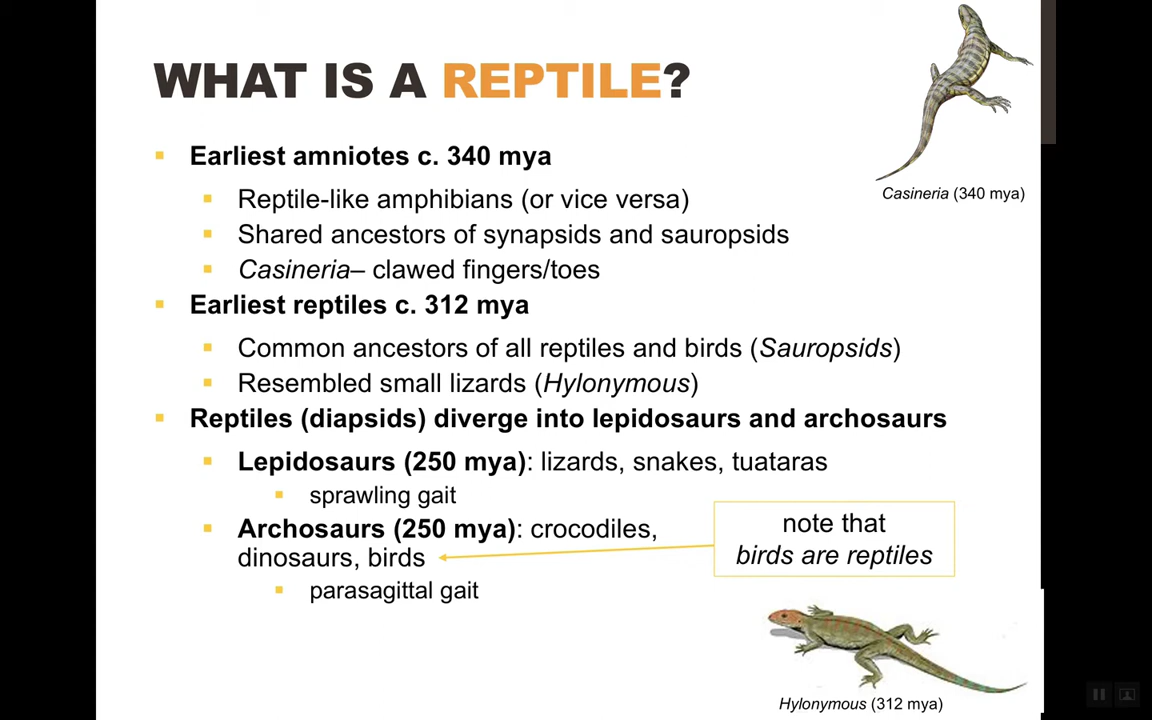 WHAT IS A REPTILE?
Casineria (340 mya)
▪ Earliest amniotes c. 340 mya
▪ Reptile-like amphibians (or vice versa)
▪ Shared ancestors of synapsids and sauropsids
▪ Casineria– clawed fingers/toes
▪ Earliest reptiles c. 312 mya
▪ Common ancestors of all reptiles and birds (Sauropsids)
▪ Resembled small lizards (Hylonymous)
▪ Reptiles (diapsids) diverge into lepidosaurs and archosaurs
▪ Lepidosaurs (250 mya): lizards, snakes, tuataras
▪ sprawling gait
▪ Archosaurs (250 mya): crocodiles,
dinosaurs, birds
▪ parasagittal gait
note that
birds are reptiles
Hylonymous (312 mya)